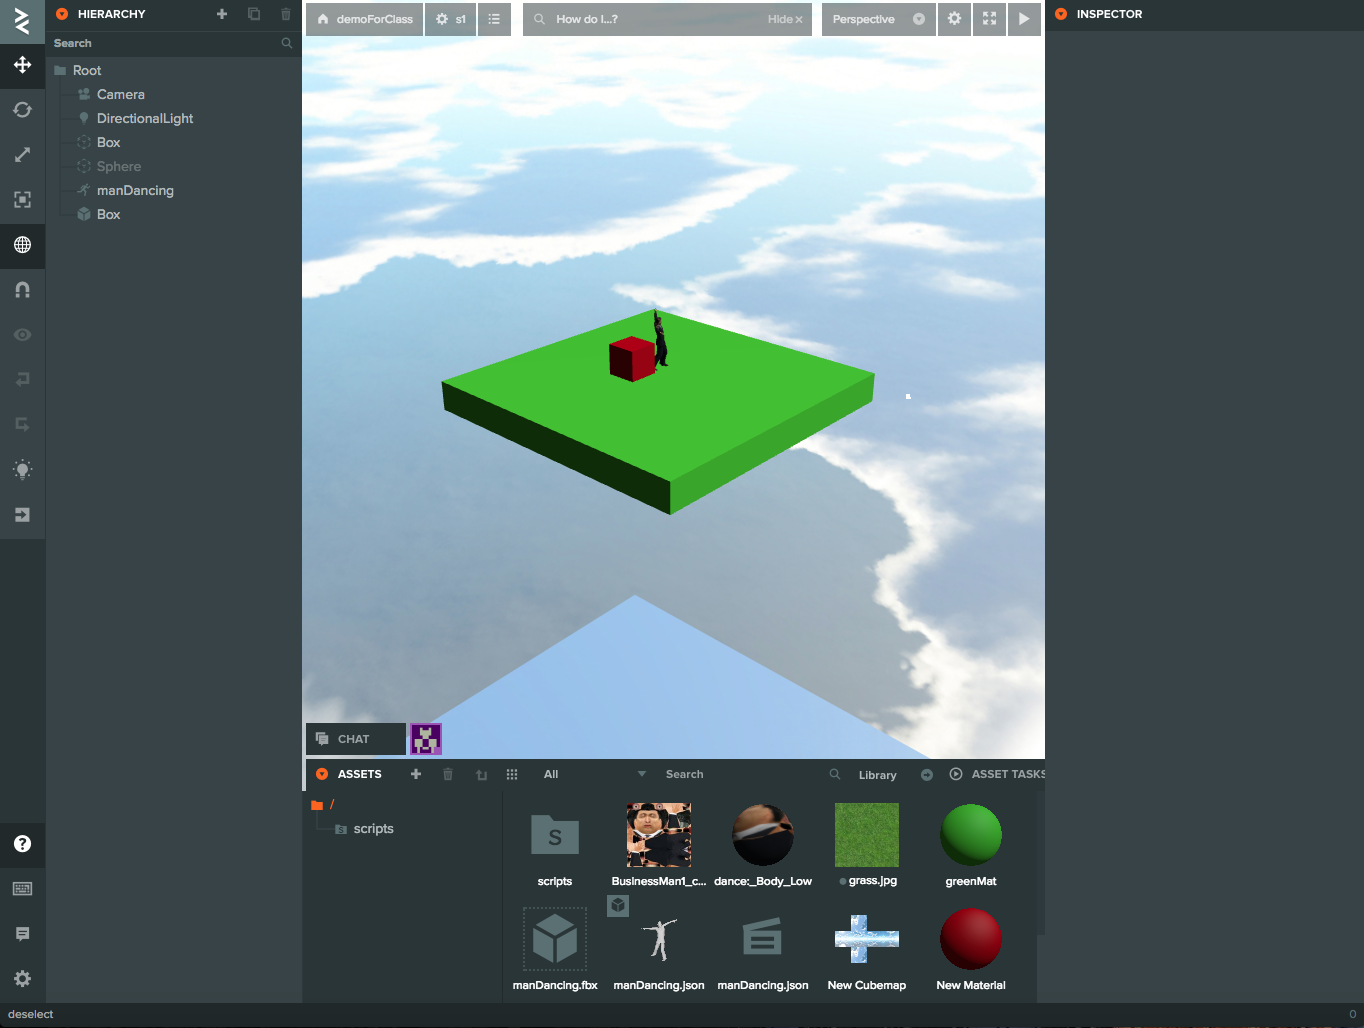 HIERARCHY
Search
Root
Camera
DirectionalLight
Box
Sphere
manDancing
Box
demoForClass
s1
How do I...?
Hide×
Perspective
INSPECTOR
CHAT
ASSETS
All
Search
Library
ASSET TASKS
/
scripts
S
scripts
BusinessMan1_c...
dance:_Body_Low
grass.jpg
greenMat
manDancing.fbx
manDancing.json
manDancing.json
New Cubemap
New Material
deselect
0